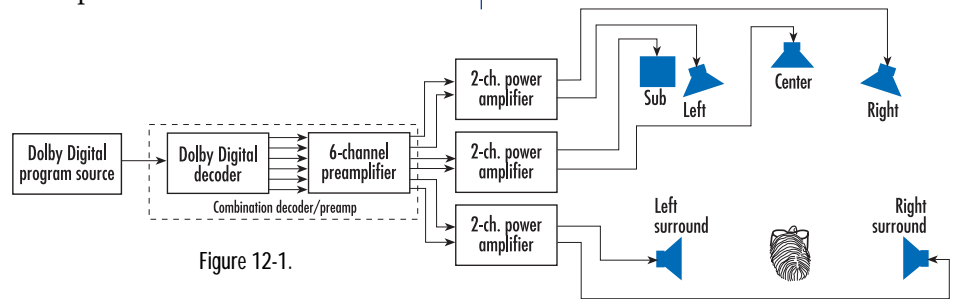 2-ch. power
amplifier
Sub
Left
Center
Right
Dolby Digital
program source
Dolby Digital
decoder
6-channel
preamplifier
2-ch. power
amplifier
Combination decoder/preamp
2-ch. power
amplifier
Left
surround
Right
surround
Figure 12-1.